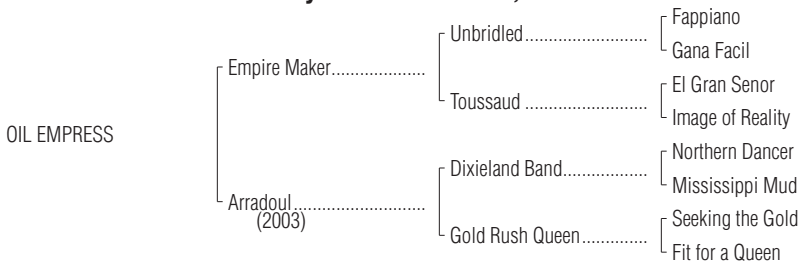 Fappiano
Unbridled
Gana Facil
Empire Maker
El Gran Senor
Toussaud
Image of Reality
OIL EMPRESS
Northern Dancer
Dixieland Band
Mississippi Mud
Arradoul
(2003)
Seeking the Gold
Gold Rush Queen
Fit for a Queen